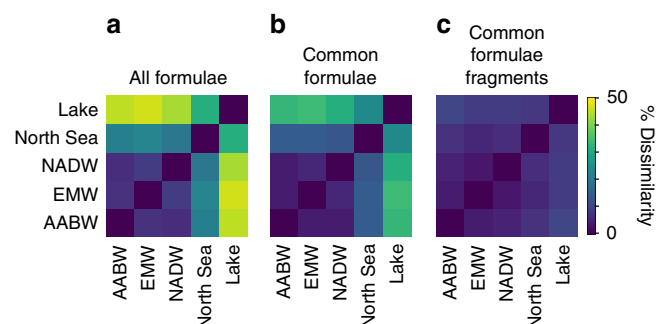 a
b
c
All formulae
Common
formulae
Common
formulae
fragments
Lake
North Sea
NADW
EMW
AABW
AABW
EMW
NADW
North Sea
Lake
AABW
EMW
NADW
North Sea
Lake
AABW
EMW
NADW
North Sea
Lake
50
0
% Dissimilarity